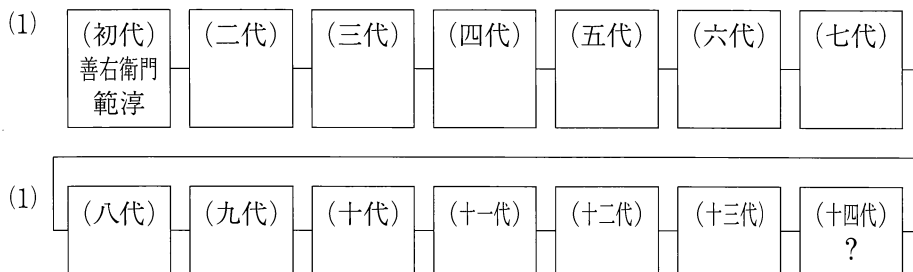 (1) (初代) (二代) (三代) (四代) (五代) (六代) (七代)
善右衛門
範淳
(1) (八代) (九代) (十代) (十一代) (十二代) (十三代) (十四代)
?